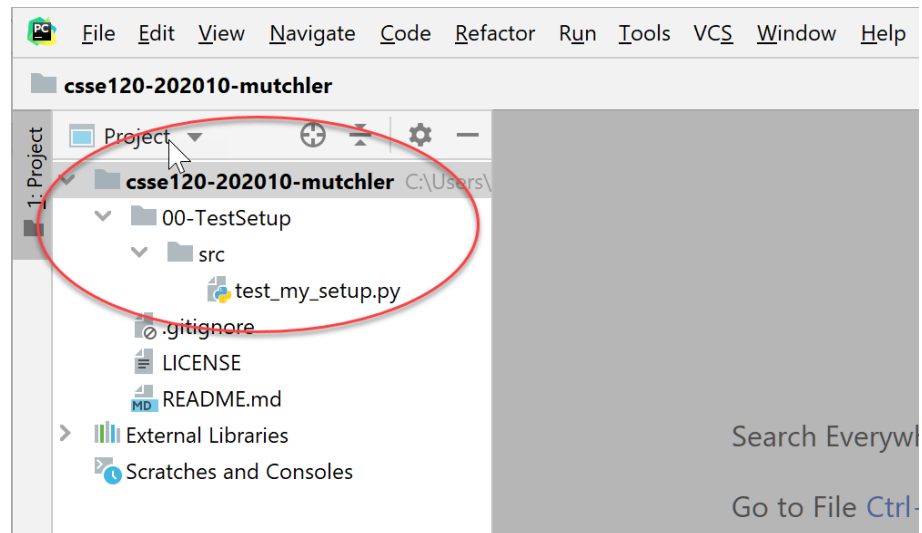 PC File Edit View Navigate Code Refactor Run Tools VCS Window Help
csse120-202010-mutchler
1: Project
Project
csse120-202010-mutchler C:\Users\
00-TestSetup
src
test_my_setup.py
.gitignore
LICENSE
MD README.md
External Libraries
Scratches and Consoles
Search Everywh
Go to File Ctrl-